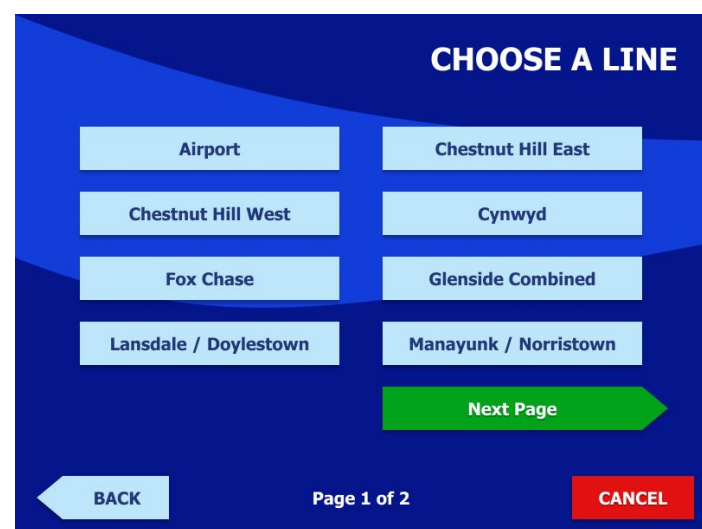 CHOOSE A LINE
Airport
Chestnut Hill East
Chestnut Hill West
Cynwyd
Fox Chase
Glenside Combined
Lansdale / Doylestown
Manayunk / Norristown
Next Page
BACK
Page 1 of 2
CANCEL